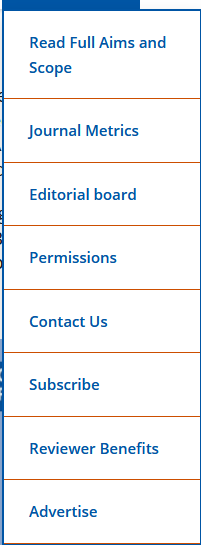 Read Full Aims and
Scope
Journal Metrics
Editorial board
Permissions
Contact Us
Subscribe
Reviewer Benefits
Advertise